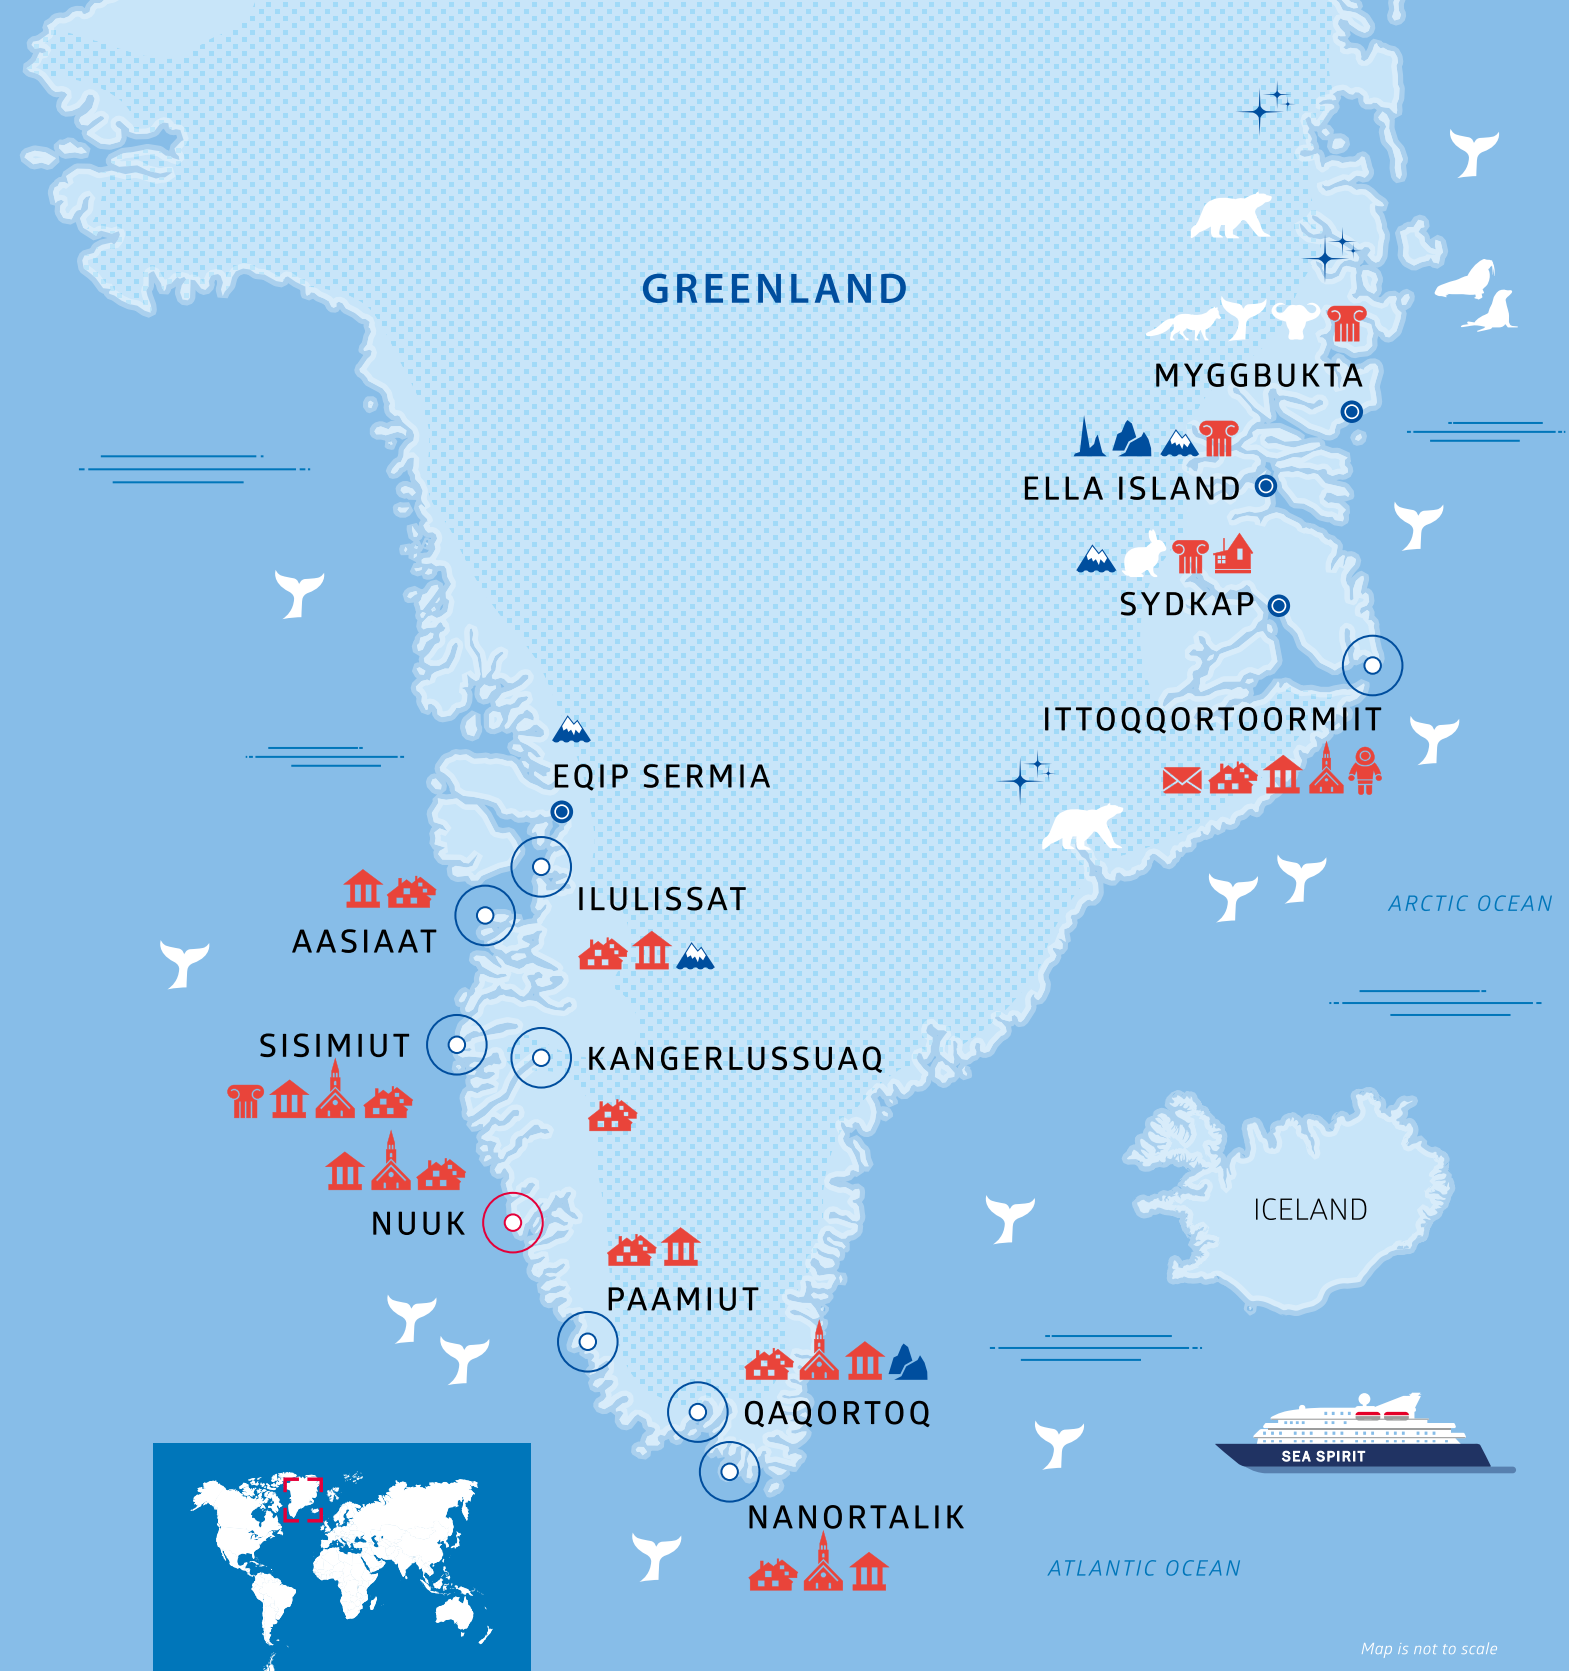 GREENLAND
MYGGBUKTA
ELLA ISLAND
SYDKAP
ITTOQQORTOORMIIT
EQIP SERMIA
ILULISSAT
ARCTIC OCEAN
AASIAAT
SISIMIUT
KANGERLUSSUAQ
ICELAND
NUUK
PAAMIUT
QAQORTOQ
SEA SPIRIT
NANORTALIK
ATLANTIC OCEAN
Map is not to scale